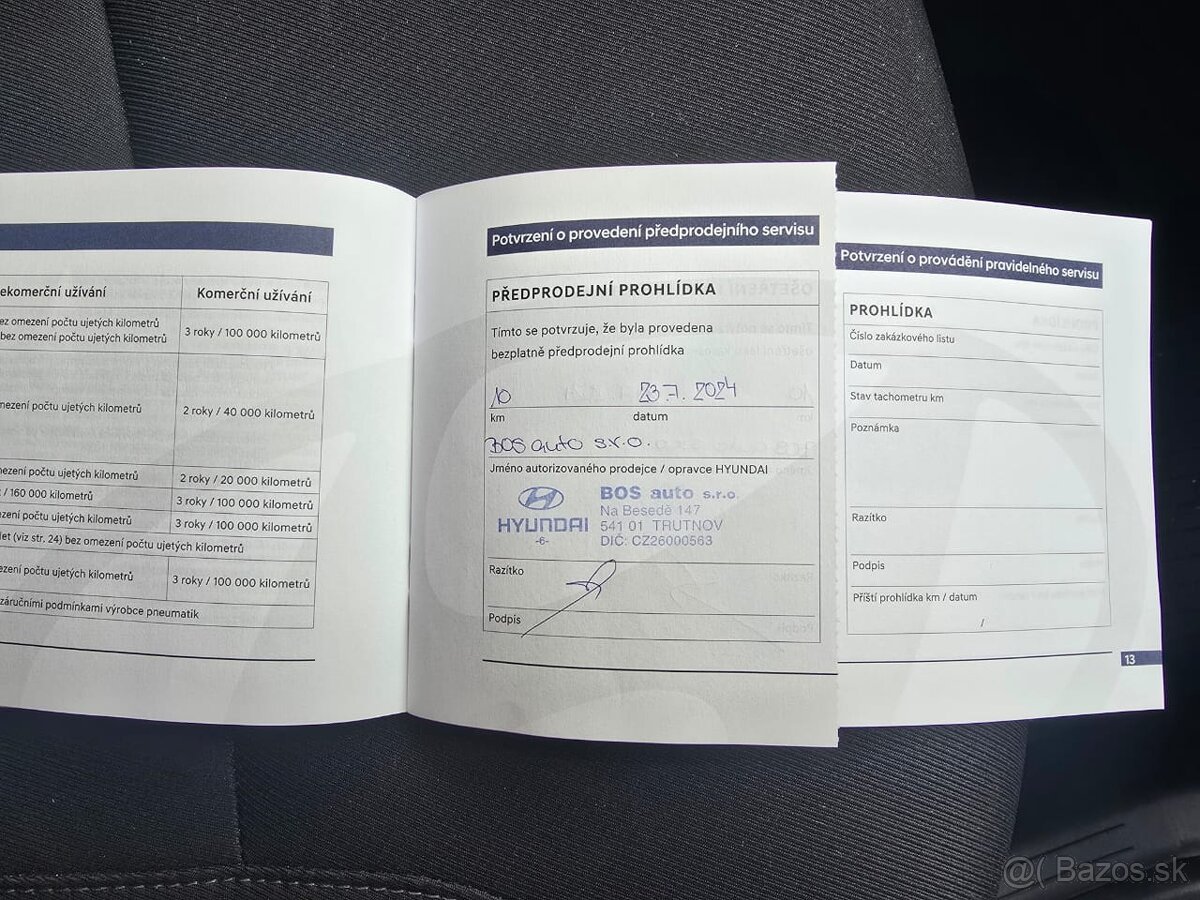 ekomerční užívání
Komerční užívání
ez omezení počtu ujetých kilometrů
bez omezení počtu ujetých kilometrů
3 roky / 100 000 kilometrů
mezení počtu ujetých kilometrů
2 roky / 40 000 kilometrů
mezení počtu ujetých kilometrů
2 roky / 20 000 kilometrů
/ 160 000 kilometrů
3 roky / 100 000 kilometrů
ezení počtu ujetých kilometrů
3 roky / 100 000 kilometrů
let (viz str. 24) bez omezení počtu ujetých kilometrů
ezení počtu ujetých kilometrů
3 roky / 100 000 kilometrů
záručními podmínkami výrobce pneumatik
Potvrzení o provedení předprodejního servisu
PŘEDPRODEJNÍ PROHLÍDKA
Tímto se potvrzuje, že byla provedena
bezplatně předprodejní prohlídka
10 23.7.2024
km datum
BOS auto s.r.o.
Jméno autorizovaného prodejce / opravce HYUNDAI
HYUNDAI
-6-
BOS auto s.r.o.
Na Besedě 147
541 01 TRUTNOV
DIČ: CZ26000563
Razítko
Podpis
Potvrzení o provádění pravidelného servisu
PROHLÍDKA
Číslo zakázkového listu
Datum
Stav tachometru km
Poznámka
Razítko
Podpis
Příští prohlídka km / datum
/
13
@( Bazos.sk